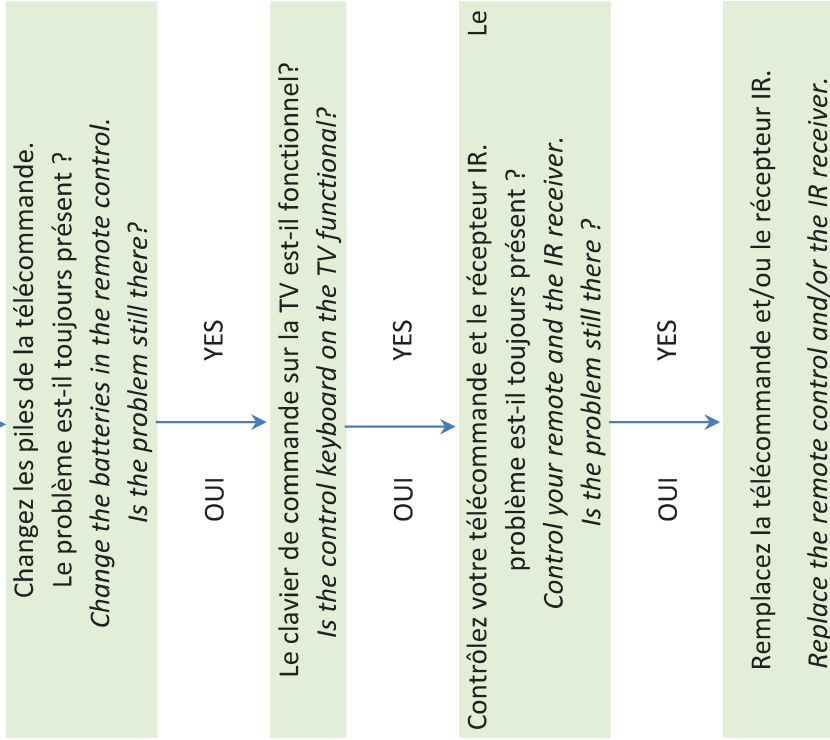 Changez les piles de la télécommande.
Le problème est-il toujours présent ?
Change the batteries in the remote control.
Is the problem still there?
OUI YES
Le clavier de commande sur la TV est-il fonctionnel?
Is the control keyboard on the TV functional?
OUI YES
Contrôlez votre télécommande et le récepteur IR. Le
problème est-il toujours présent ?
Control your remote and the IR receiver.
Is the problem still there ?
OUI YES
Remplacez la télécommande et/ou le récepteur IR.
Replace the remote control and/or the IR receiver.